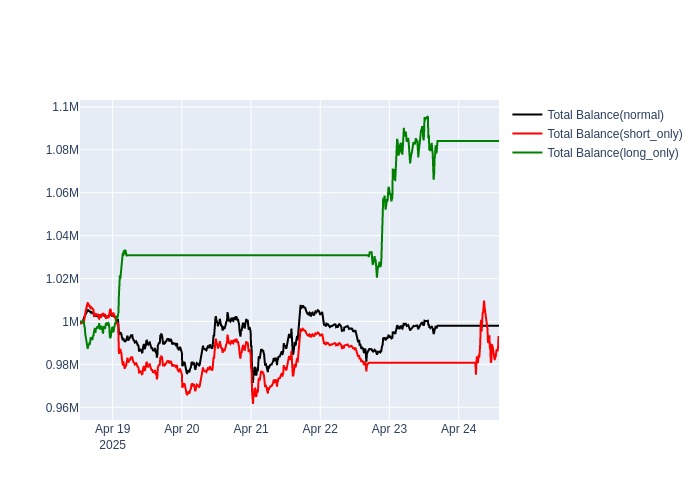 1.1M
1.08M
1.06M
1.04M
1.02M
1M
0.98M
0.96M
Apr 19
2025
Apr 20
Apr 21
Apr 22
Apr 23
Apr 24
Total Balance(normal)
Total Balance(short_only)
Total Balance(long_only)